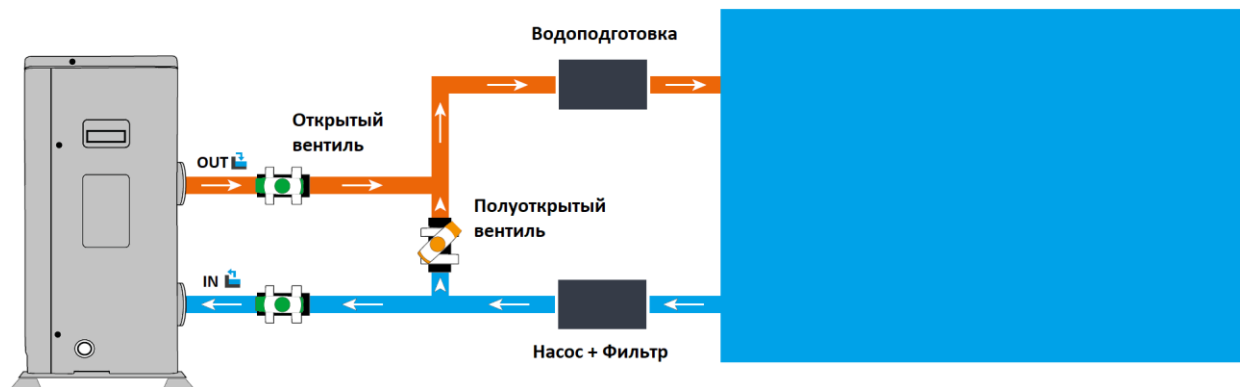 Водоподготовка
Открытый
вентиль
OUT
Полуоткрытый
вентиль
IN
Насос + Фильтр